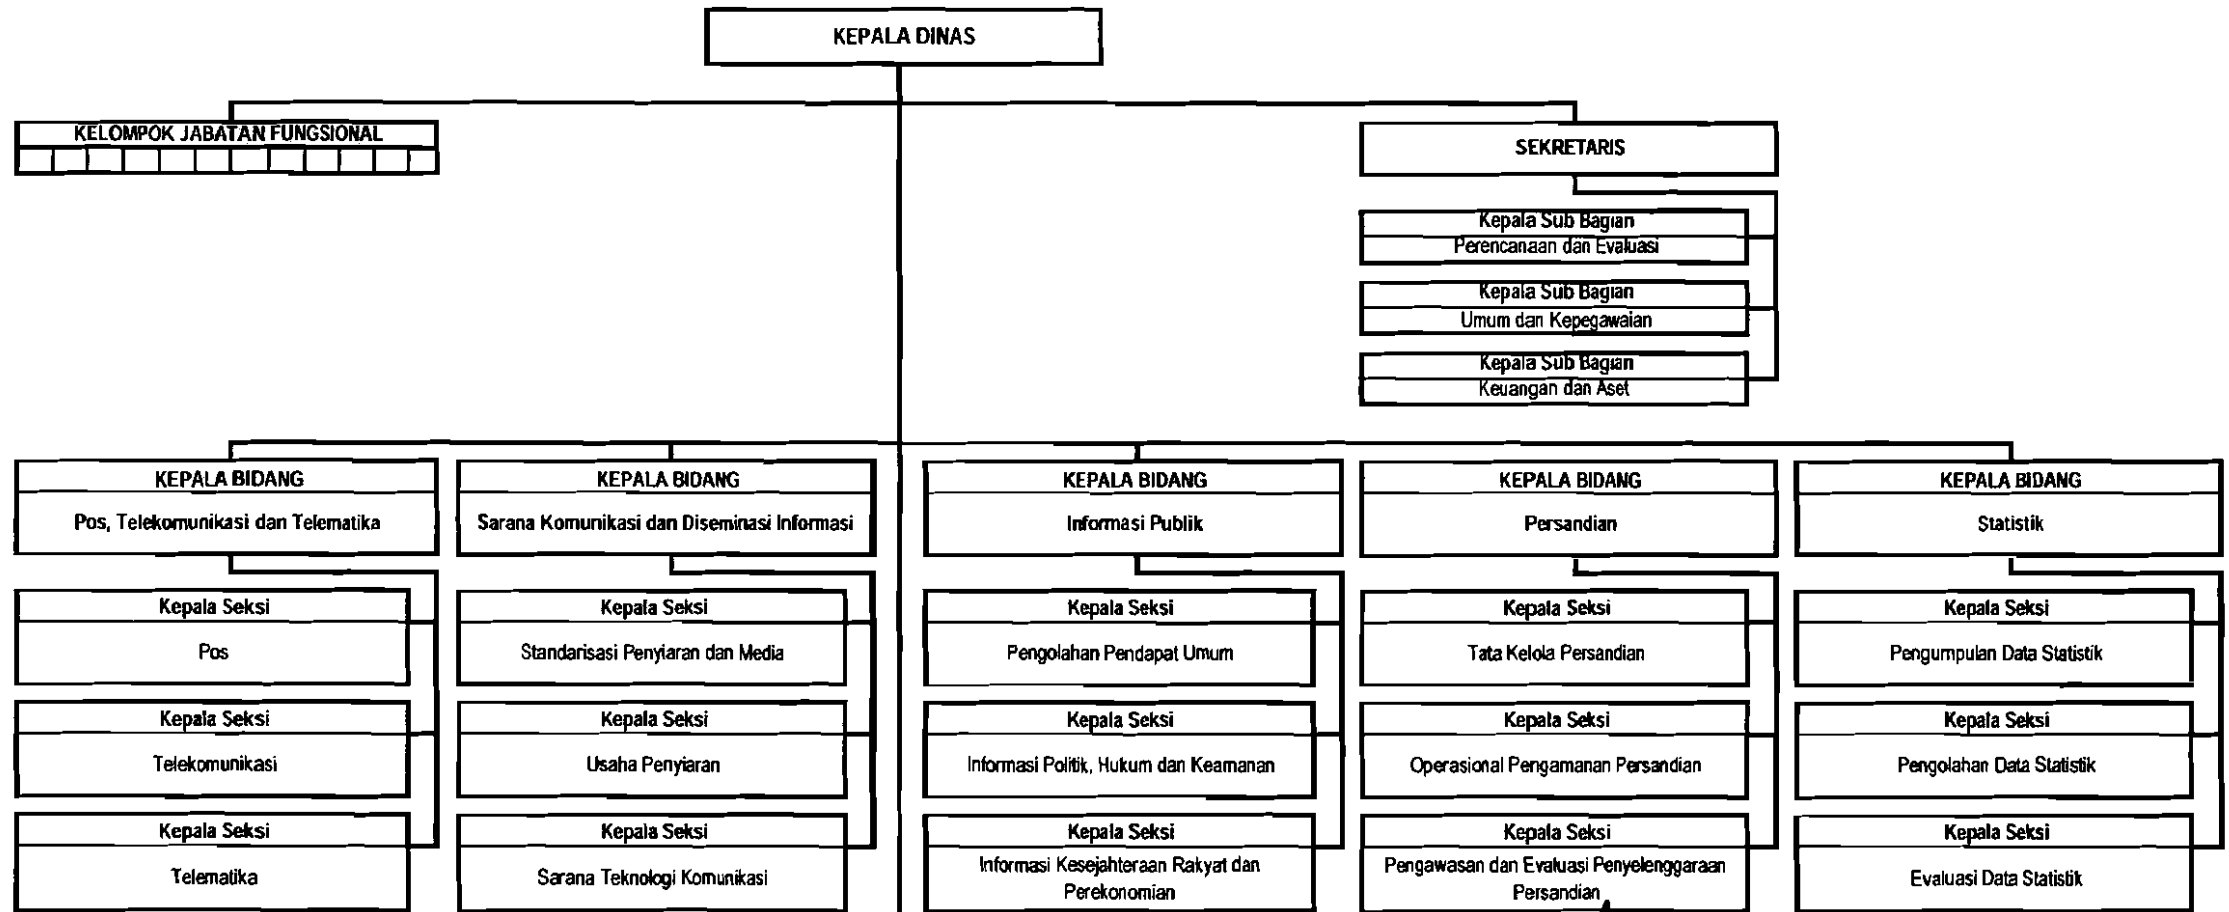 KEPALA DINAS
KELOMPOK JABATAN FUNGSIONAL
SEKRETARIS
Kepala Sub Bagian
Perencanaan dan Evaluasi
Kepala Sub Bagian
Umum dan Kepegawaian
Kepala Sub Bagian
Keuangan dan Aset
KEPALA BIDANG
Pos, Telekomunikasi dan Telematika
Kepala Seksi
Pos
Kepala Seksi
Telekomunikasi
Kepala Seksi
Telematika
KEPALA BIDANG
Sarana Komunikasi dan Diseminasi Informasi
Kepala Seksi
Standarisasi Penyiaran dan Media
Kepala Seksi
Usaha Penyiaran
Kepala Seksi
Sarana Teknologi Komunikasi
KEPALA BIDANG
Informasi Publik
Kepala Seksi
Pengolahan Pendapat Umum
Kepala Seksi
Informasi Politik, Hukum dan Keamanan
Kepala Seksi
Informasi Kesejahteraan Rakyat dan
Perekonomian
KEPALA BIDANG
Persandian
Kepala Seksi
Tata Kelola Persandian
Kepala Seksi
Operasional Pengamanan Persandian
Kepala Seksi
Pengawasan dan Evaluasi Penyelenggaraan
Persandian
KEPALA BIDANG
Statistik
Kepala Seksi
Pengumpulan Data Statistik
Kepala Seksi
Pengolahan Data Statistik
Kepala Seksi
Evaluasi Data Statistik